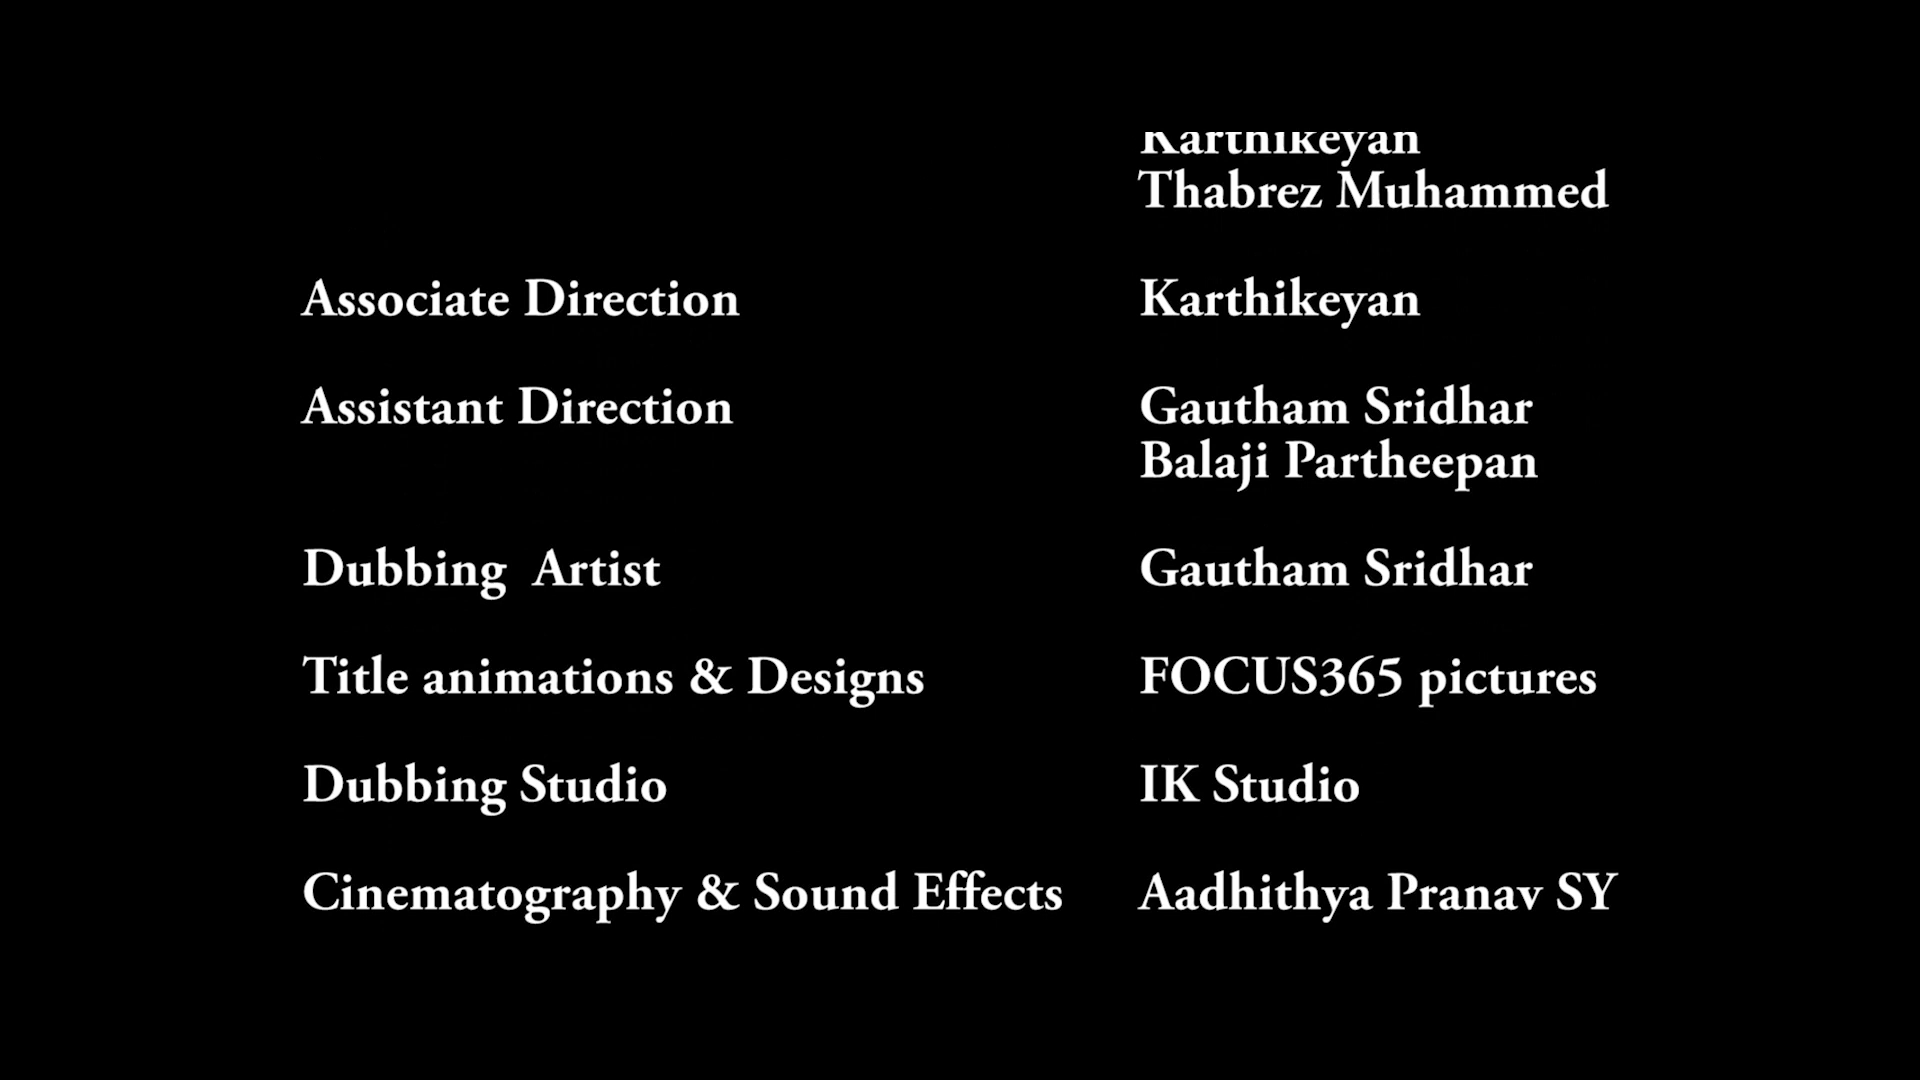 Karthikeyan
Thabrez Muhammed
Associate Direction Karthikeyan
Assistant Direction Gautham Sridhar
Balaji Partheepan
Dubbing Artist Gautham Sridhar
Title animations & Designs FOCUS365 pictures
Dubbing Studio IK Studio
Cinematography & Sound Effects Aadhithya Pranav SY